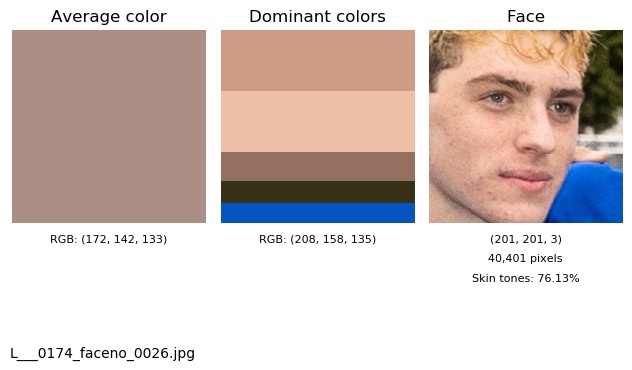 Average color
Dominant colors
Face
RGB: (172, 142, 133)
RGB: (208, 158, 135)
(201, 201, 3)
40,401 pixels
Skin tones: 76.13%
L___0174_faceno_0026.jpg